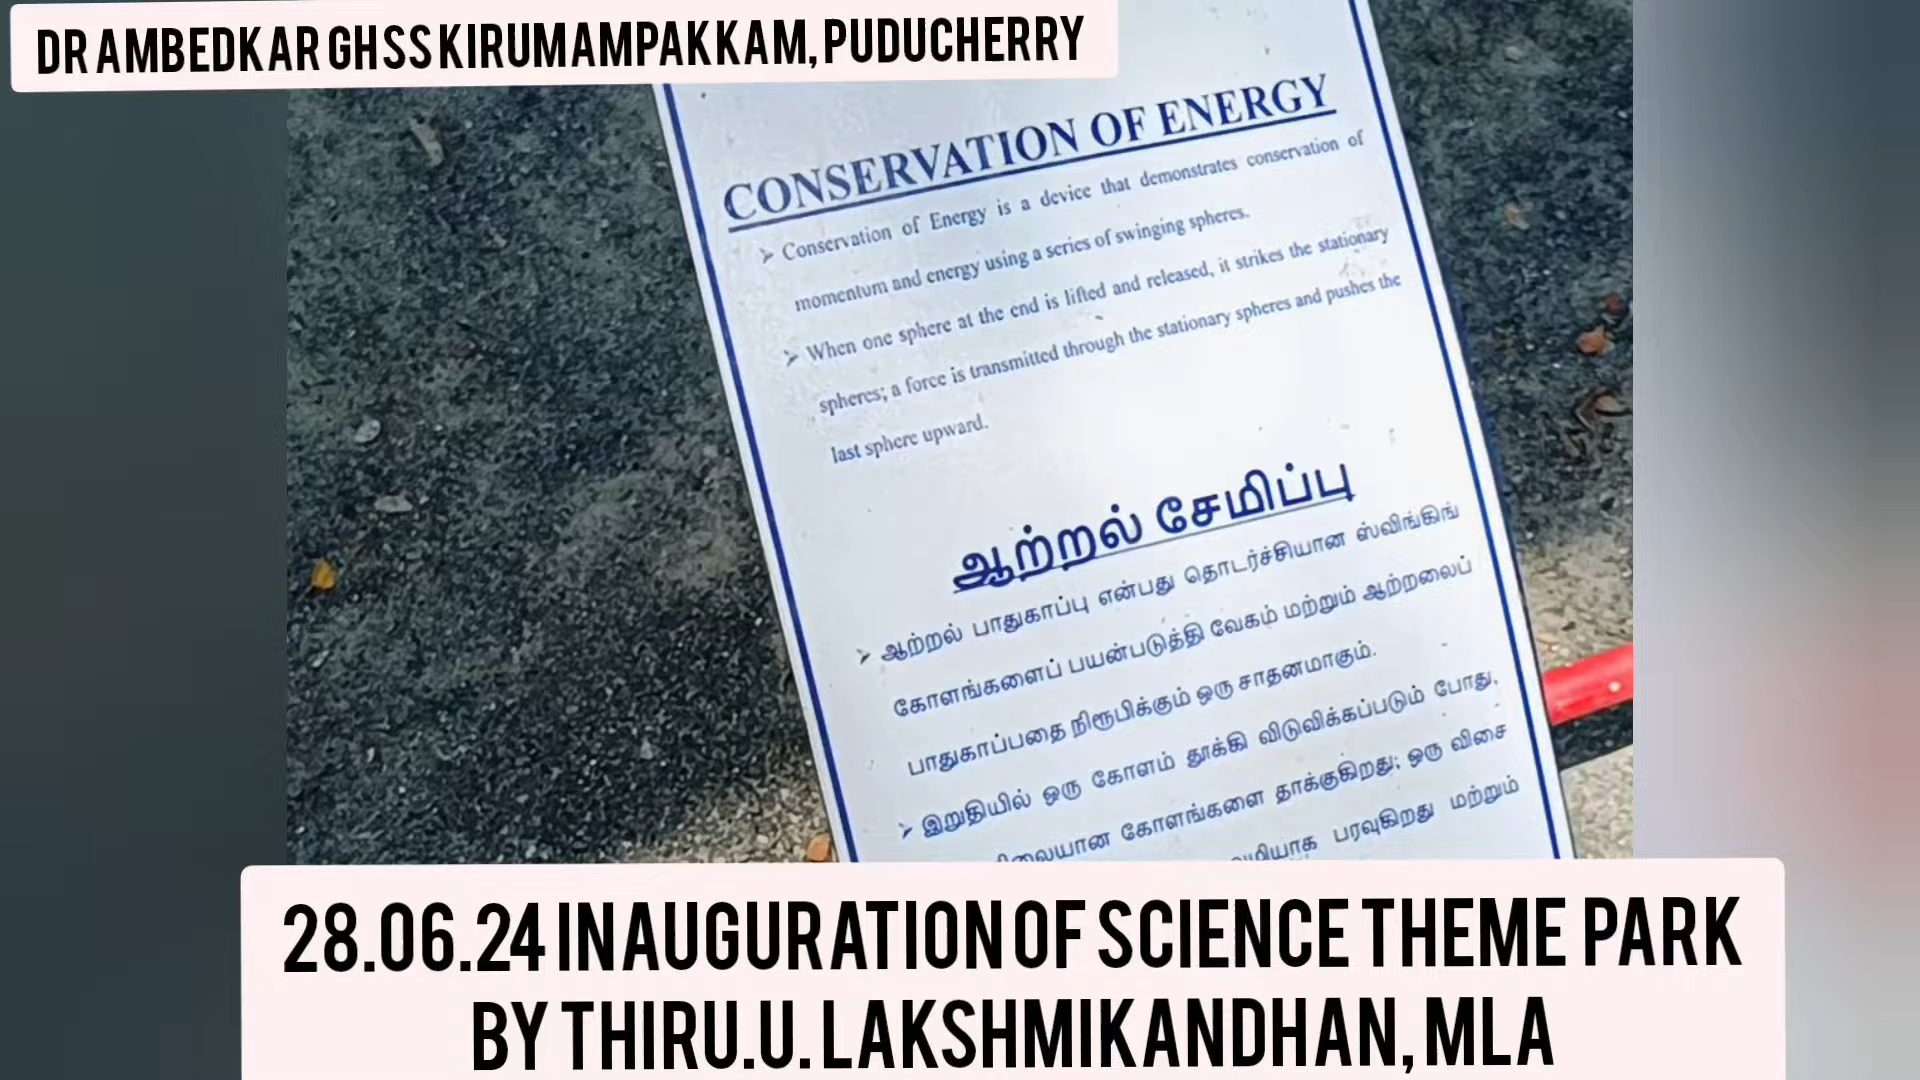 DR AMBEDKAR GHSS KIRUMAMPAKKAM, PUDUCHERRY
CONSERVATION OF ENERGY
➢ Conservation of Energy is a device that demonstrates conservation of
momentum and energy using a series of swinging spheres.
➢ When one sphere at the end is lifted and released, it strikes the stationary
spheres; a force is transmitted through the stationary spheres and pushes the
last sphere upward.
ஆற்றல் சேமிப்பு
➢ ஆற்றல் பாதுகாப்பு என்பது தொடர்ச்சியான ஸ்விங்கிங்
கோளங்களைப் பயன்படுத்தி வேகம் மற்றும் ஆற்றலைப்
பாதுகாப்பதை நிரூபிக்கும் ஒரு சாதனமாகும்.
➢ இறுதியில் ஒரு கோளம் தூக்கி விடுவிக்கப்படும் போது,
கோளங்களை தாக்குகிறது; ஒரு விசை
பரவுகிறது மற்றும்
28.06.24 INAUGURATION OF SCIENCE THEME PARK
BY THIRU.U. LAKSHMIKANDHAN, MLA